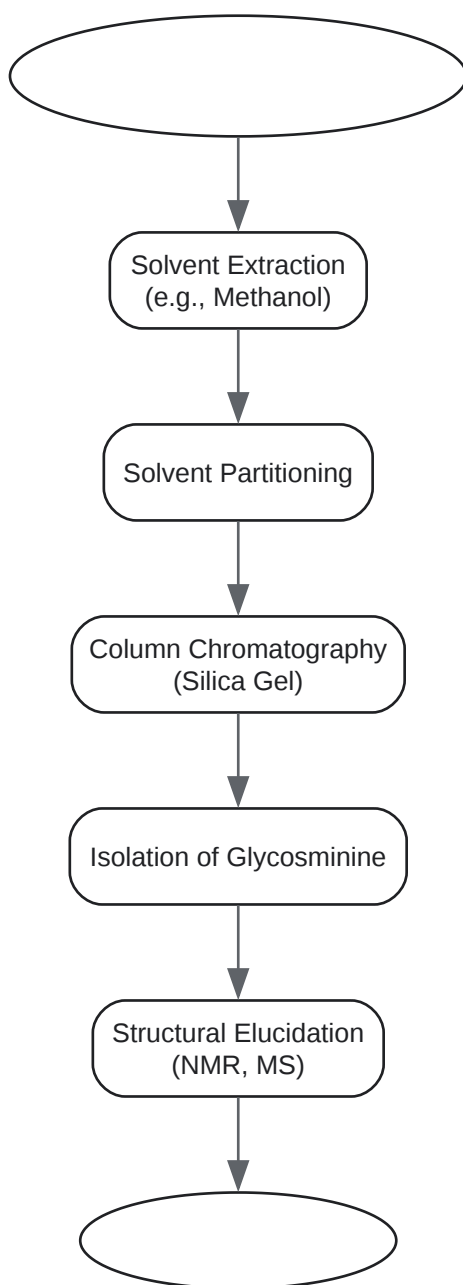 Solvent Extraction
(e.g., Methanol)
Solvent Partitioning
Column Chromatography
(Silica Gel)
Isolation of Glycosminine
Structural Elucidation
(NMR, MS)